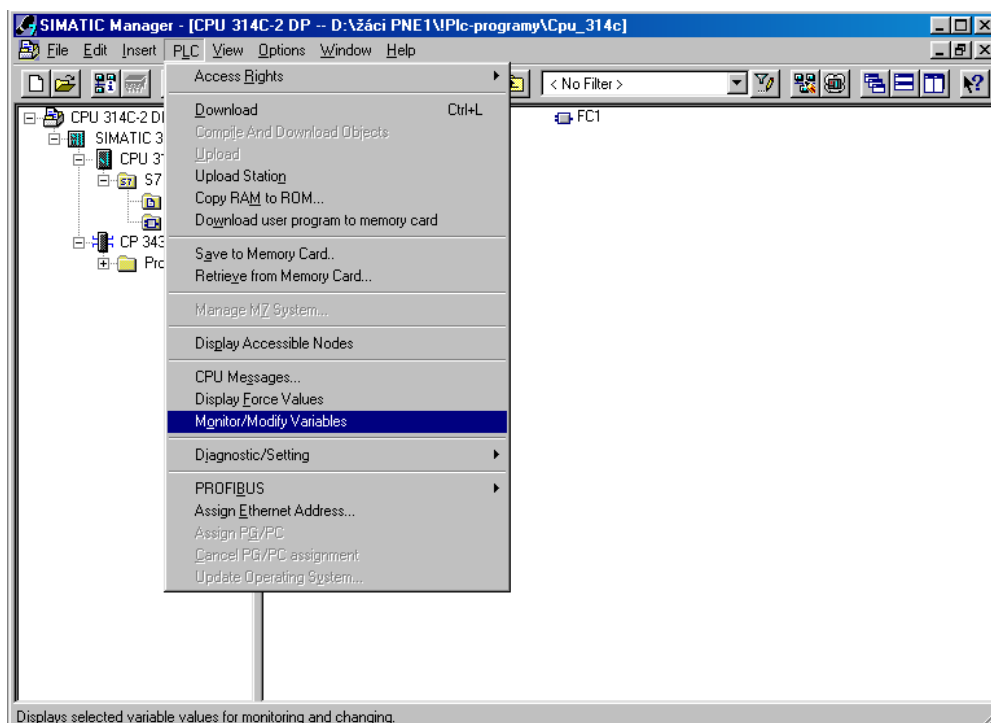 SIMATIC Manager - [CPU 314C-2 DP -- D:\žáci PNE1\!Plc-programy\Cpu_314c]
File Edit Insert PLC View Options Window Help
< No Filter >
Access Rights
Download Ctrl+L
Compile And Download Objects
Upload
Upload Station
Copy RAM to ROM...
Download user program to memory card
Save to Memory Card..
Retrieve from Memory Card...
Manage M7 System...
Display Accessible Nodes
CPU Messages...
Display Force Values
Monitor/Modify Variables
Diagnostic/Setting
PROFIBUS
Assign Ethernet Address...
Assign PG/PC
Cancel PG/PC assignment
Update Operating System...
CPU 314C-2 DI
SIMATIC 3
CPU 3
S7
CP 343
Pro
FC1
Displays selected variable values for monitoring and changing.